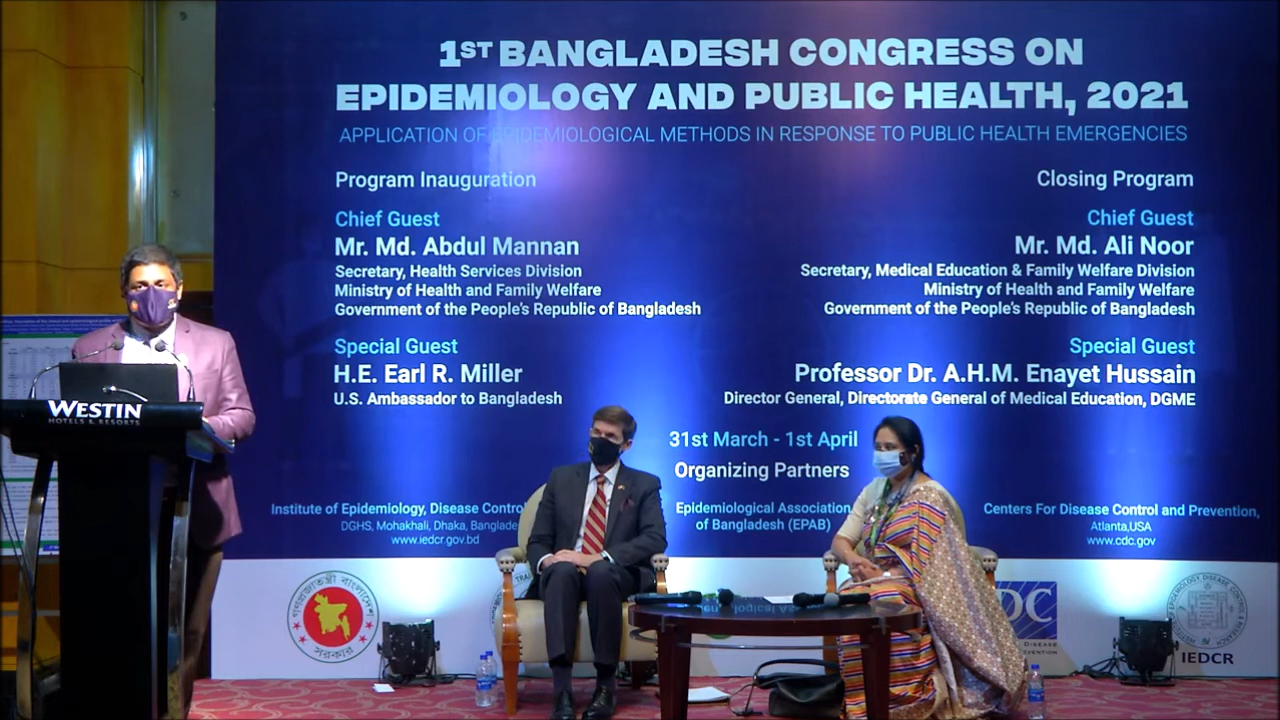 1ST BANGLADESH CONGRESS ON
EPIDEMIOLOGY AND PUBLIC HEALTH, 2021
APPLICATION OF EPIDEMIOLOGICAL METHODS IN RESPONSE TO PUBLIC HEALTH EMERGENCIES
Program Inauguration
Chief Guest
Mr. Md. Abdul Mannan
Secretary, Health Services Division
Ministry of Health and Family Welfare
Government of the People's Republic of Bangladesh
Special Guest
H.E. Earl R. Miller
U.S. Ambassador to Bangladesh
Closing Program
Chief Guest
Mr. Md. Ali Noor
Secretary, Medical Education & Family Welfare Division
Ministry of Health and Family Welfare
Government of the People's Republic of Bangladesh
Special Guest
Professor Dr. A.H.M. Enayet Hussain
Director General, Directorate General of Medical Education, DGME
31st March - 1st April
Organizing Partners
Institute of Epidemiology, Disease Control
DGHS, Mohakhali, Dhaka, Banglade
www.iedcr.gov.bd
Epidemiological Association
of Bangladesh (EPAB)
Centers For Disease Control and Prevention,
Atlanta,USA
www.cdc.gov
WESTIN
HOTELS & RESORTS
গণপ্রজাতন্ত্রী বাংলাদেশ
সরকার
DC
DISEASE
IEDCR